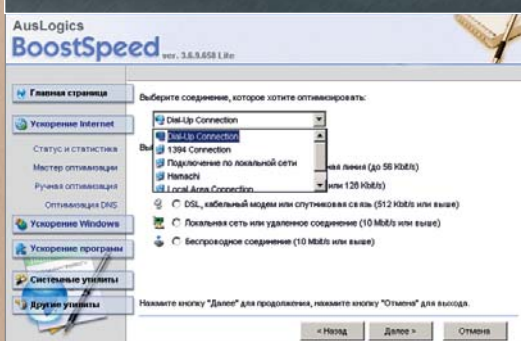 AusLogics
BoostSpeed ver. 3.6.9.658 Lite
Главная страница
Ускорение Internet
Статус и статистика
Мастер оптимизации
Ручная оптимизация
Оптимизация DNS
Ускорение Windows
Ускорение программ
Системные утилиты
Другие утилиты
Выберите соединение, которое хотите оптимизировать:
Dial-Up Connection
Dial-Up Connection
1394 Connection
Подключение по локальной сети
Hamachi
Local Area Connection
Вы
ная линия (до 56 Kbit/s)
или 128 Kbit/s)
DSL, кабельный модем или спутниковая связь (512 Kbit/s или выше)
Локальная сеть или удаленное соединение (10 Mbit/s или выше)
Беспроводное соединение (10 Mbit/s или выше)
Нажмите кнопку "Далее" для продолжения, нажмите кнопку "Отмена" для выхода.
< Назад
Далее >
Отмена